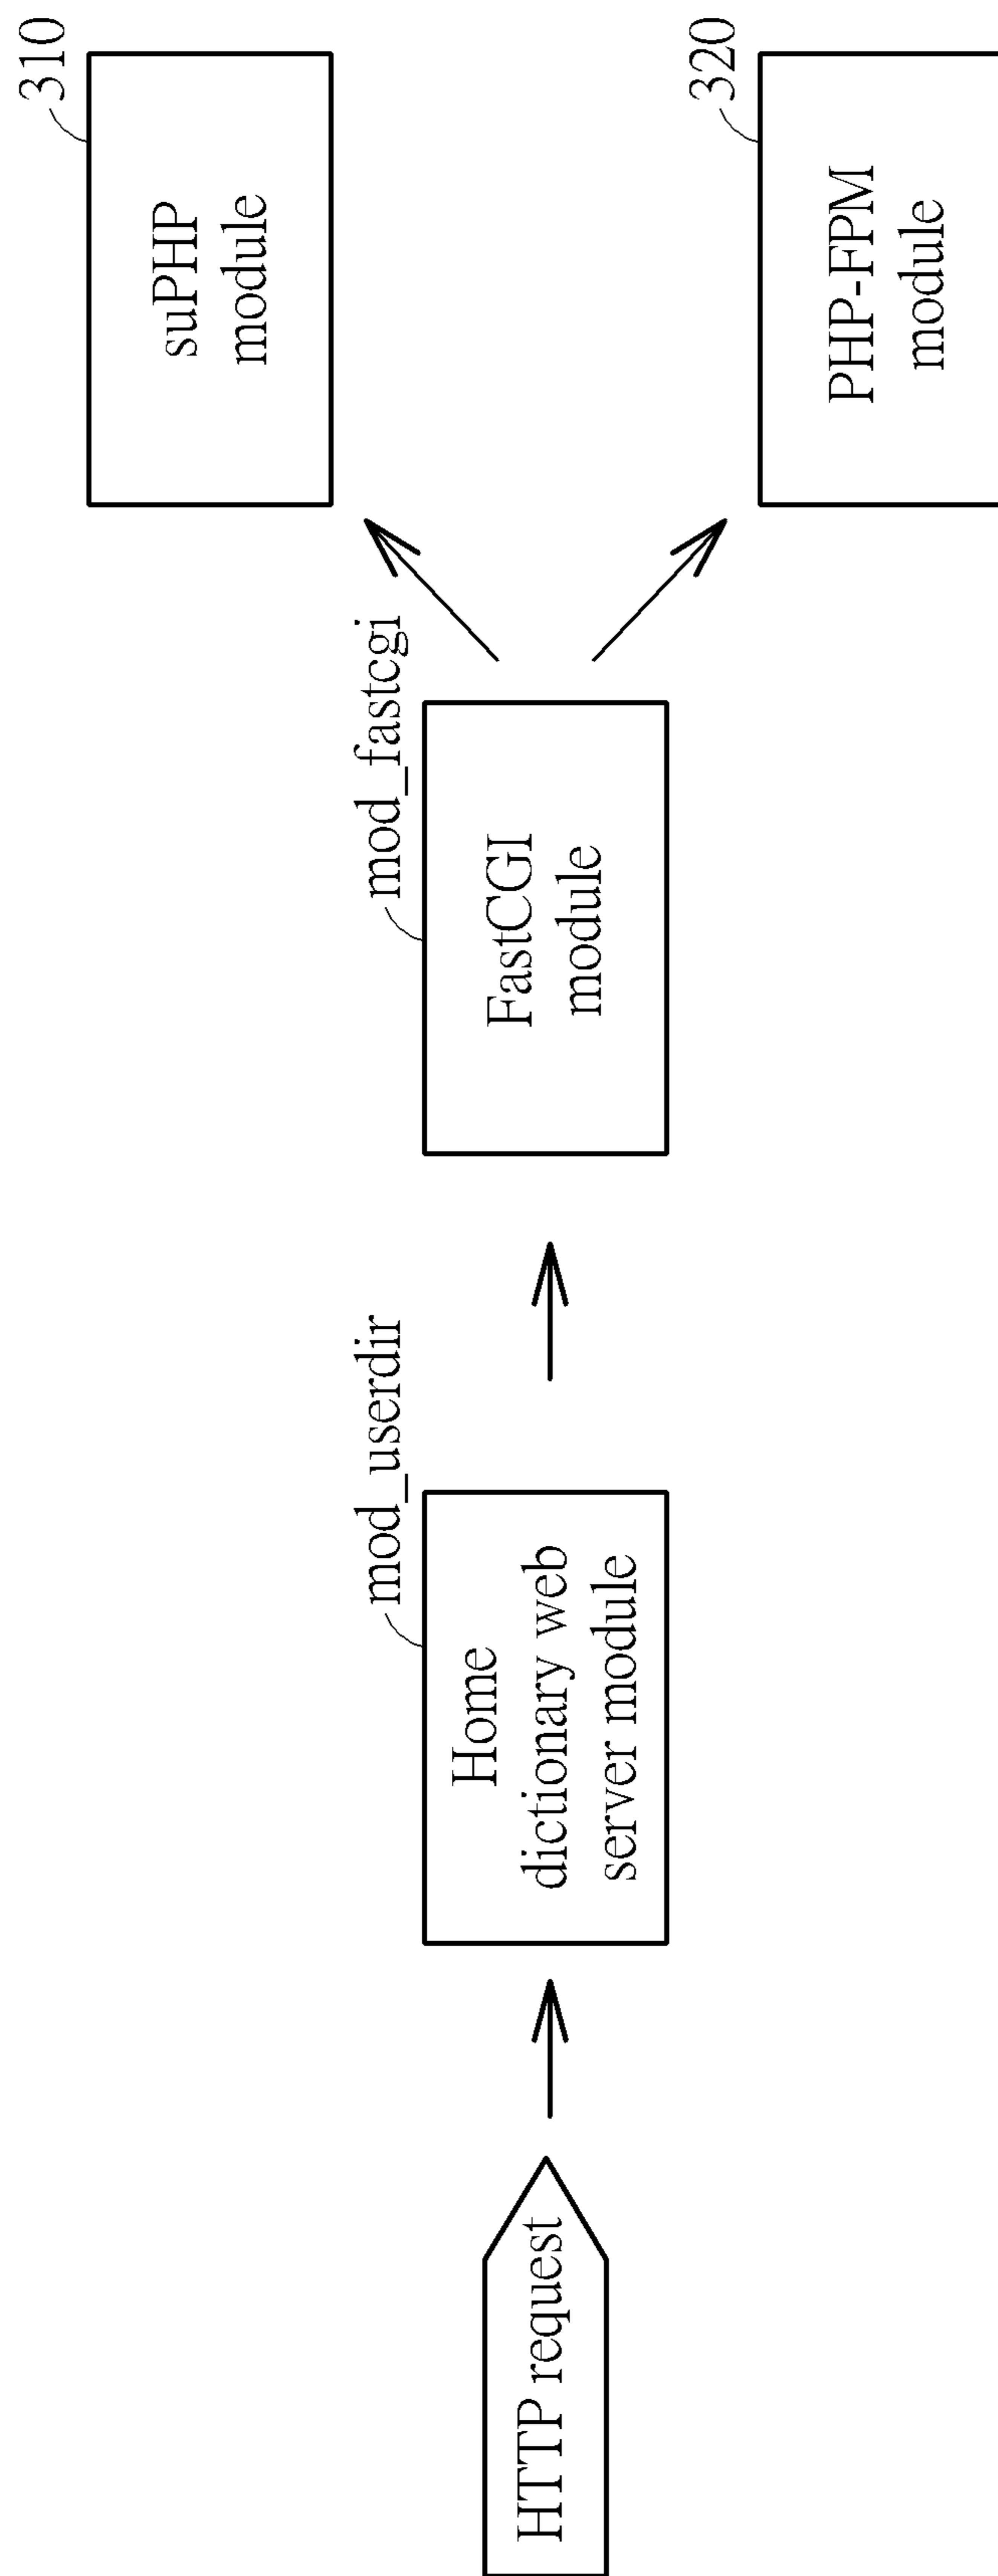 HTTP request
mod_userdir
Home
dictionary web
server module
mod_fastcgi
FastCGI
module
310
suPHP
module
320
PHP-FPM
module